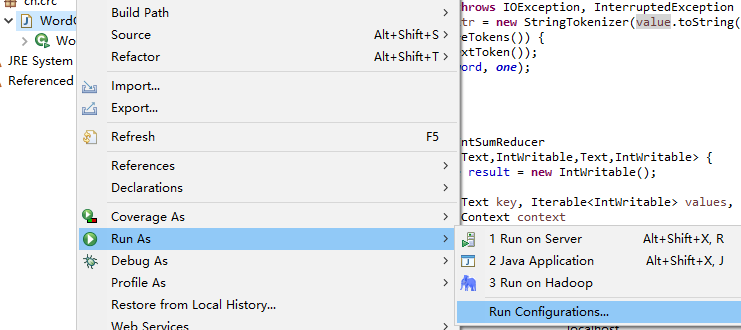 cn.crc
WordC
Wo
JRE System
Referenced
Build Path
Source Alt+Shift+S
Refactor Alt+Shift+T
Import...
Export...
Refresh F5
References
Declarations
Coverage As
Run As
Debug As
Profile As
Restore from Local History...
Web Services
throws IOException, InterruptedException
tr = new StringTokenizer(value.toString(
eTokens()) {
extToken());
ord, one);
ntSumReducer
Text,IntWritable,Text,IntWritable> {
result = new IntWritable();
Text key, Iterable<IntWritable> values,
Context context
1 Run on Server Alt+Shift+X, R
2 Java Application Alt+Shift+X, J
3 Run on Hadoop
Run Configurations...
localhost